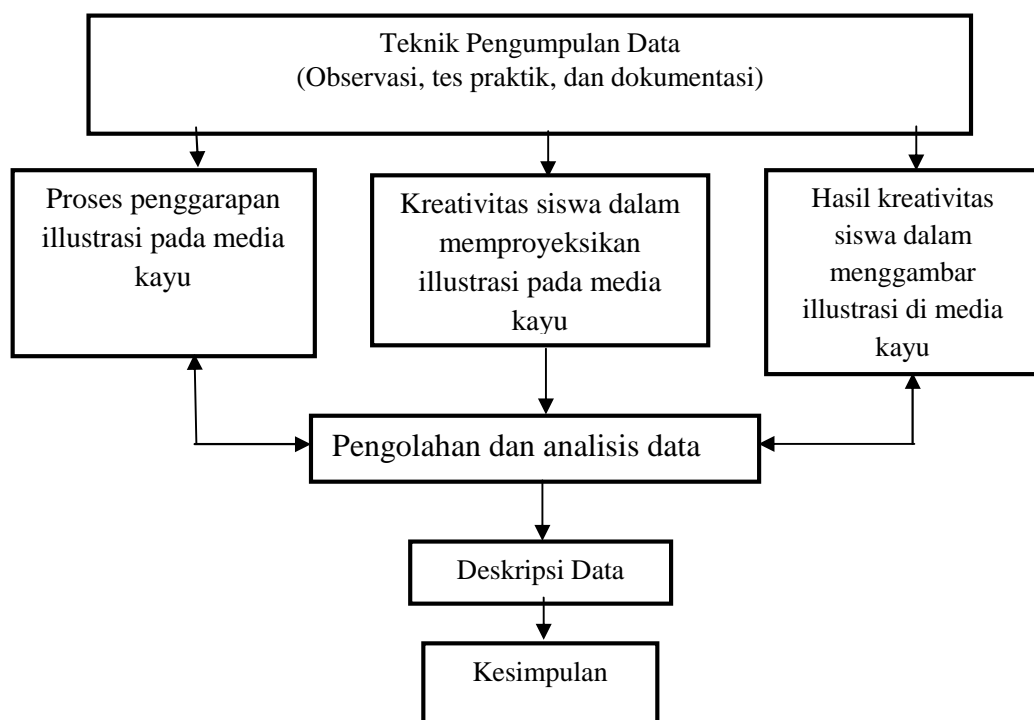 Teknik Pengumpulan Data
(Observasi, tes praktik, dan dokumentasi)
Proses penggarapan
illustrasi pada media
kayu
Kreativitas siswa dalam
memproyeksikan
illustrasi pada media
kayu
Hasil kreativitas
siswa dalam
menggambar
illustrasi di media
kayu
Pengolahan dan analisis data
Deskripsi Data
Kesimpulan